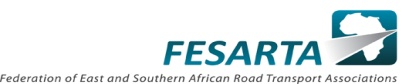 FESARTA
Federation of East and Southern African Road Transport Associations